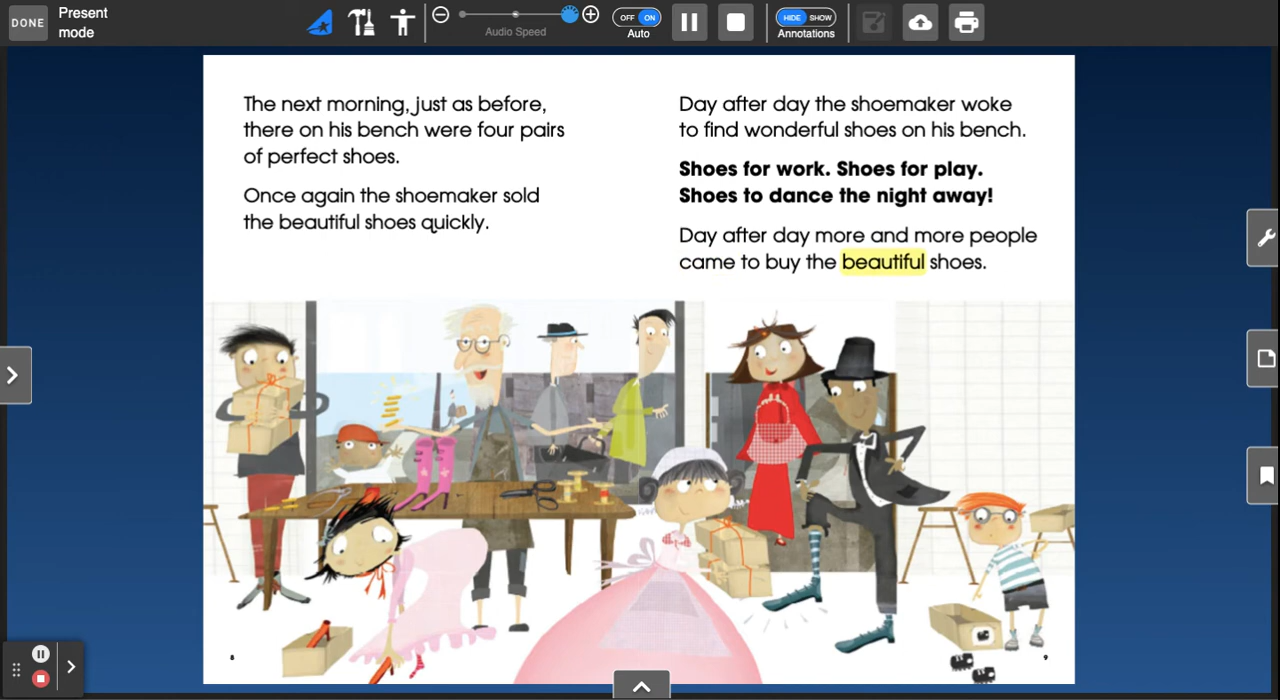 DONE
Present
mode
Audio Speed
OFF ON
Auto
HIDE SHOW
Annotations
The next morning, just as before,
there on his bench were four pairs
of perfect shoes.
Once again the shoemaker sold
the beautiful shoes quickly.
Day after day the shoemaker woke
to find wonderful shoes on his bench.
Shoes for work. Shoes for play.
Shoes to dance the night away!
Day after day more and more people
came to buy the beautiful shoes.
8
9